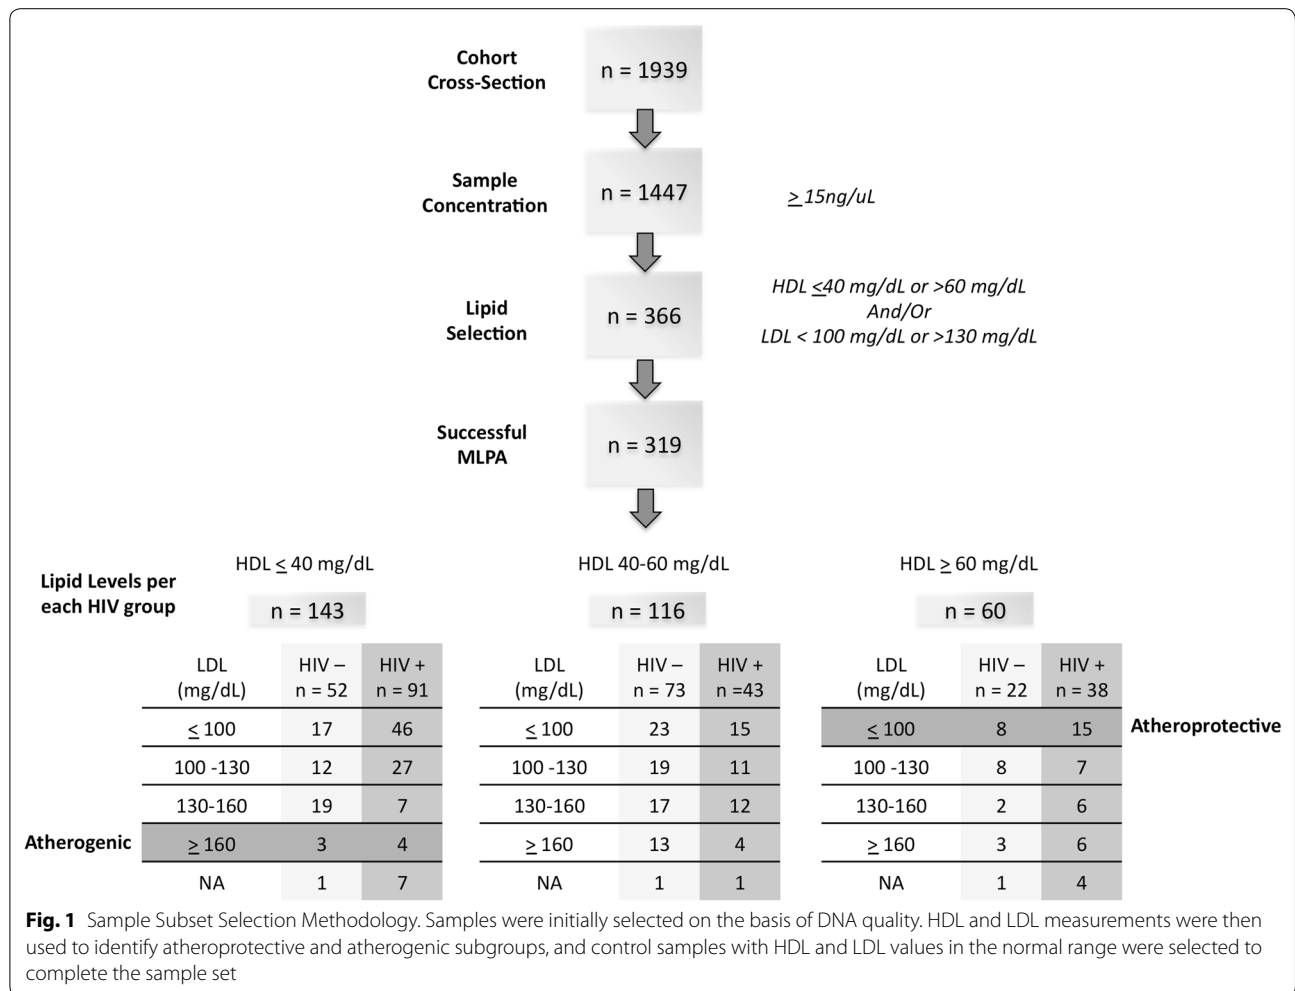 Cohort
Cross-Section
n = 1939
Sample
Concentration
n = 1447
≥ 15ng/uL
Lipid
Selection
n = 366
HDL ≤40 mg/dL or >60 mg/dL
And/Or
LDL < 100 mg/dL or >130 mg/dL
Successful
MLPA
n = 319
Lipid Levels per
each HIV group
HDL ≤ 40 mg/dL
n = 143
LDL (mg/dL) HIV – n = 52 HIV + n = 91
≤ 100 17 46
100 -130 12 27
130-160 19 7
Atherogenic ≥ 160 3 4
NA 1 7
HDL 40-60 mg/dL
n = 116
LDL (mg/dL) HIV – n = 73 HIV + n =43
≤ 100 23 15
100 -130 19 11
130-160 17 12
≥ 160 13 4
NA 1 1
HDL ≥ 60 mg/dL
n = 60
LDL (mg/dL) HIV – n = 22 HIV + n = 38
≤ 100 8 15 Atheroprotective
100 -130 8 7
130-160 2 6
≥ 160 3 6
NA 1 4
Fig. 1 Sample Subset Selection Methodology. Samples were initially selected on the basis of DNA quality. HDL and LDL measurements were then
used to identify atheroprotective and atherogenic subgroups, and control samples with HDL and LDL values in the normal range were selected to
complete the sample set